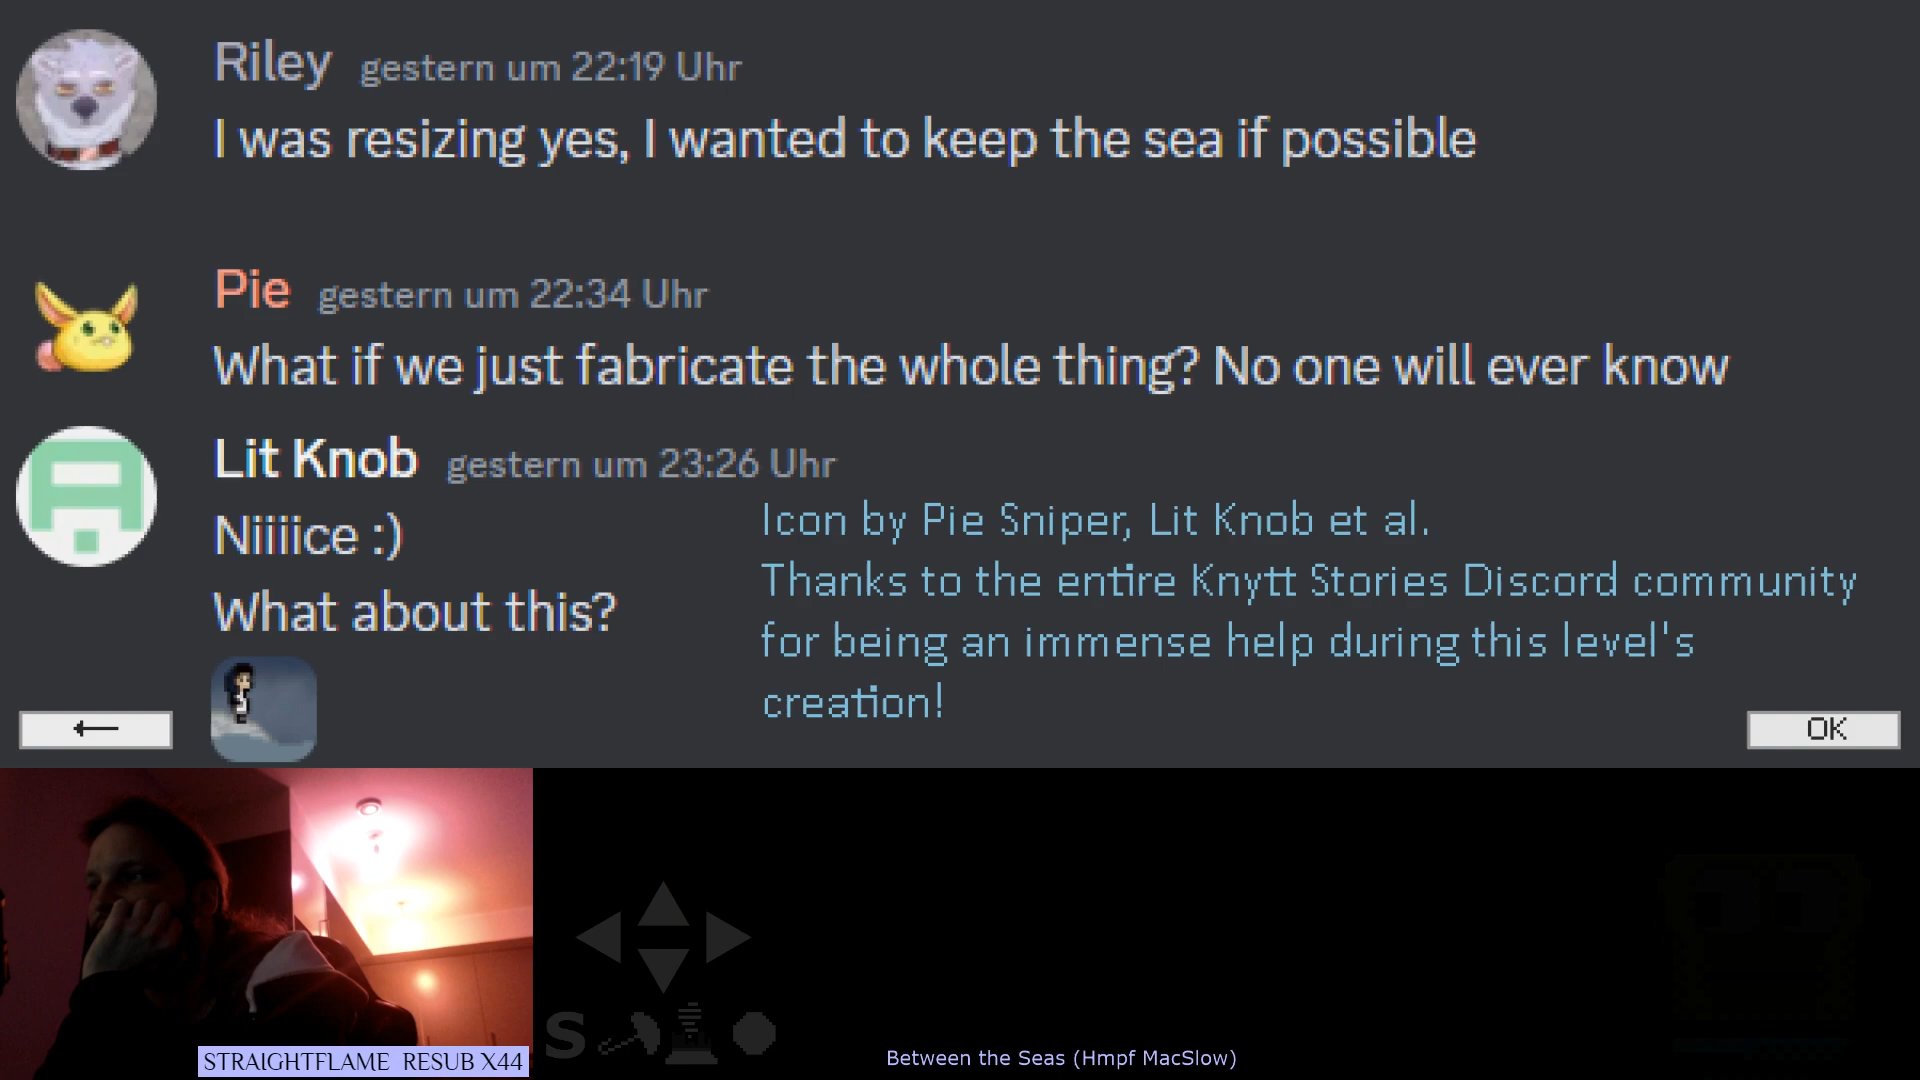 Riley gestern um 22:19 Uhr
I was resizing yes, I wanted to keep the sea if possible
Pie gestern um 22:34 Uhr
What if we just fabricate the whole thing? No one will ever know
Lit Knob gestern um 23:26 Uhr
Niiiiice :)
What about this?
Icon by Pie Sniper, Lit Knob et al.
Thanks to the entire Knytt Stories Discord community
for being an immense help during this level's
creation!
OK
S
STRAIGHTFLAME RESUB X44
Between the Seas (Hmpf MacSlow)